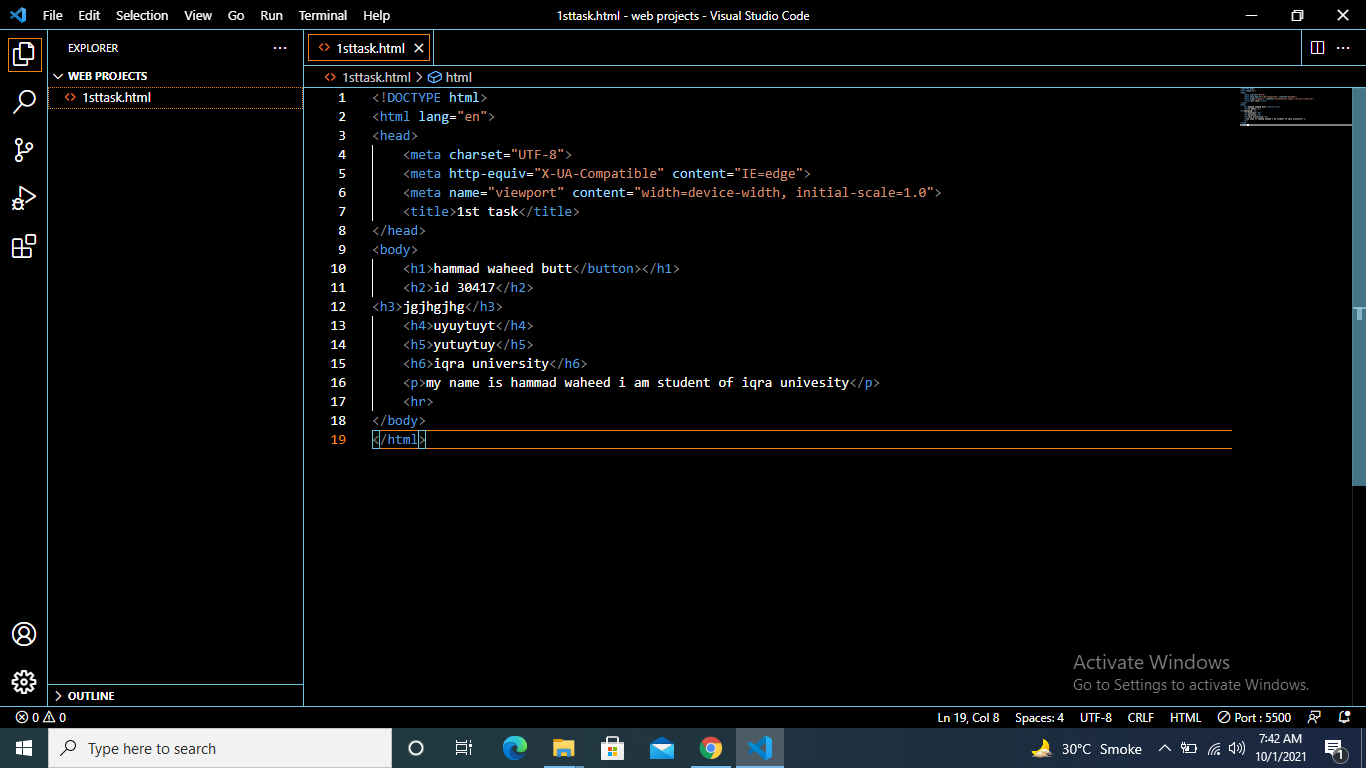 File Edit Selection View Go Run Terminal Help 1sttask.html - web projects - Visual Studio Code
EXPLORER
WEB PROJECTS
1sttask.html
1sttask.html
1sttask.html > html
1 <!DOCTYPE html>
2 <html lang="en">
3 <head>
4     <meta charset="UTF-8">
5     <meta http-equiv="X-UA-Compatible" content="IE=edge">
6     <meta name="viewport" content="width=device-width, initial-scale=1.0">
7     <title>1st task</title>
8 </head>
9 <body>
10     <h1>hammad waheed butt</button></h1>
11     <h2>id 30417</h2>
12 <h3>jgjhgjhg</h3>
13     <h4>uyuytuyt</h4>
14     <h5>yutuytuy</h5>
15     <h6>iqra university</h6>
16     <p>my name is hammad waheed i am student of iqra univesity</p>
17     <hr>
18 </body>
19 </html>
Activate Windows
Go to Settings to activate Windows.
OUTLINE
0 0 Ln 19, Col 8 Spaces: 4 UTF-8 CRLF HTML Port : 5500
Type here to search
30°C Smoke
7:42 AM
10/1/2021
1